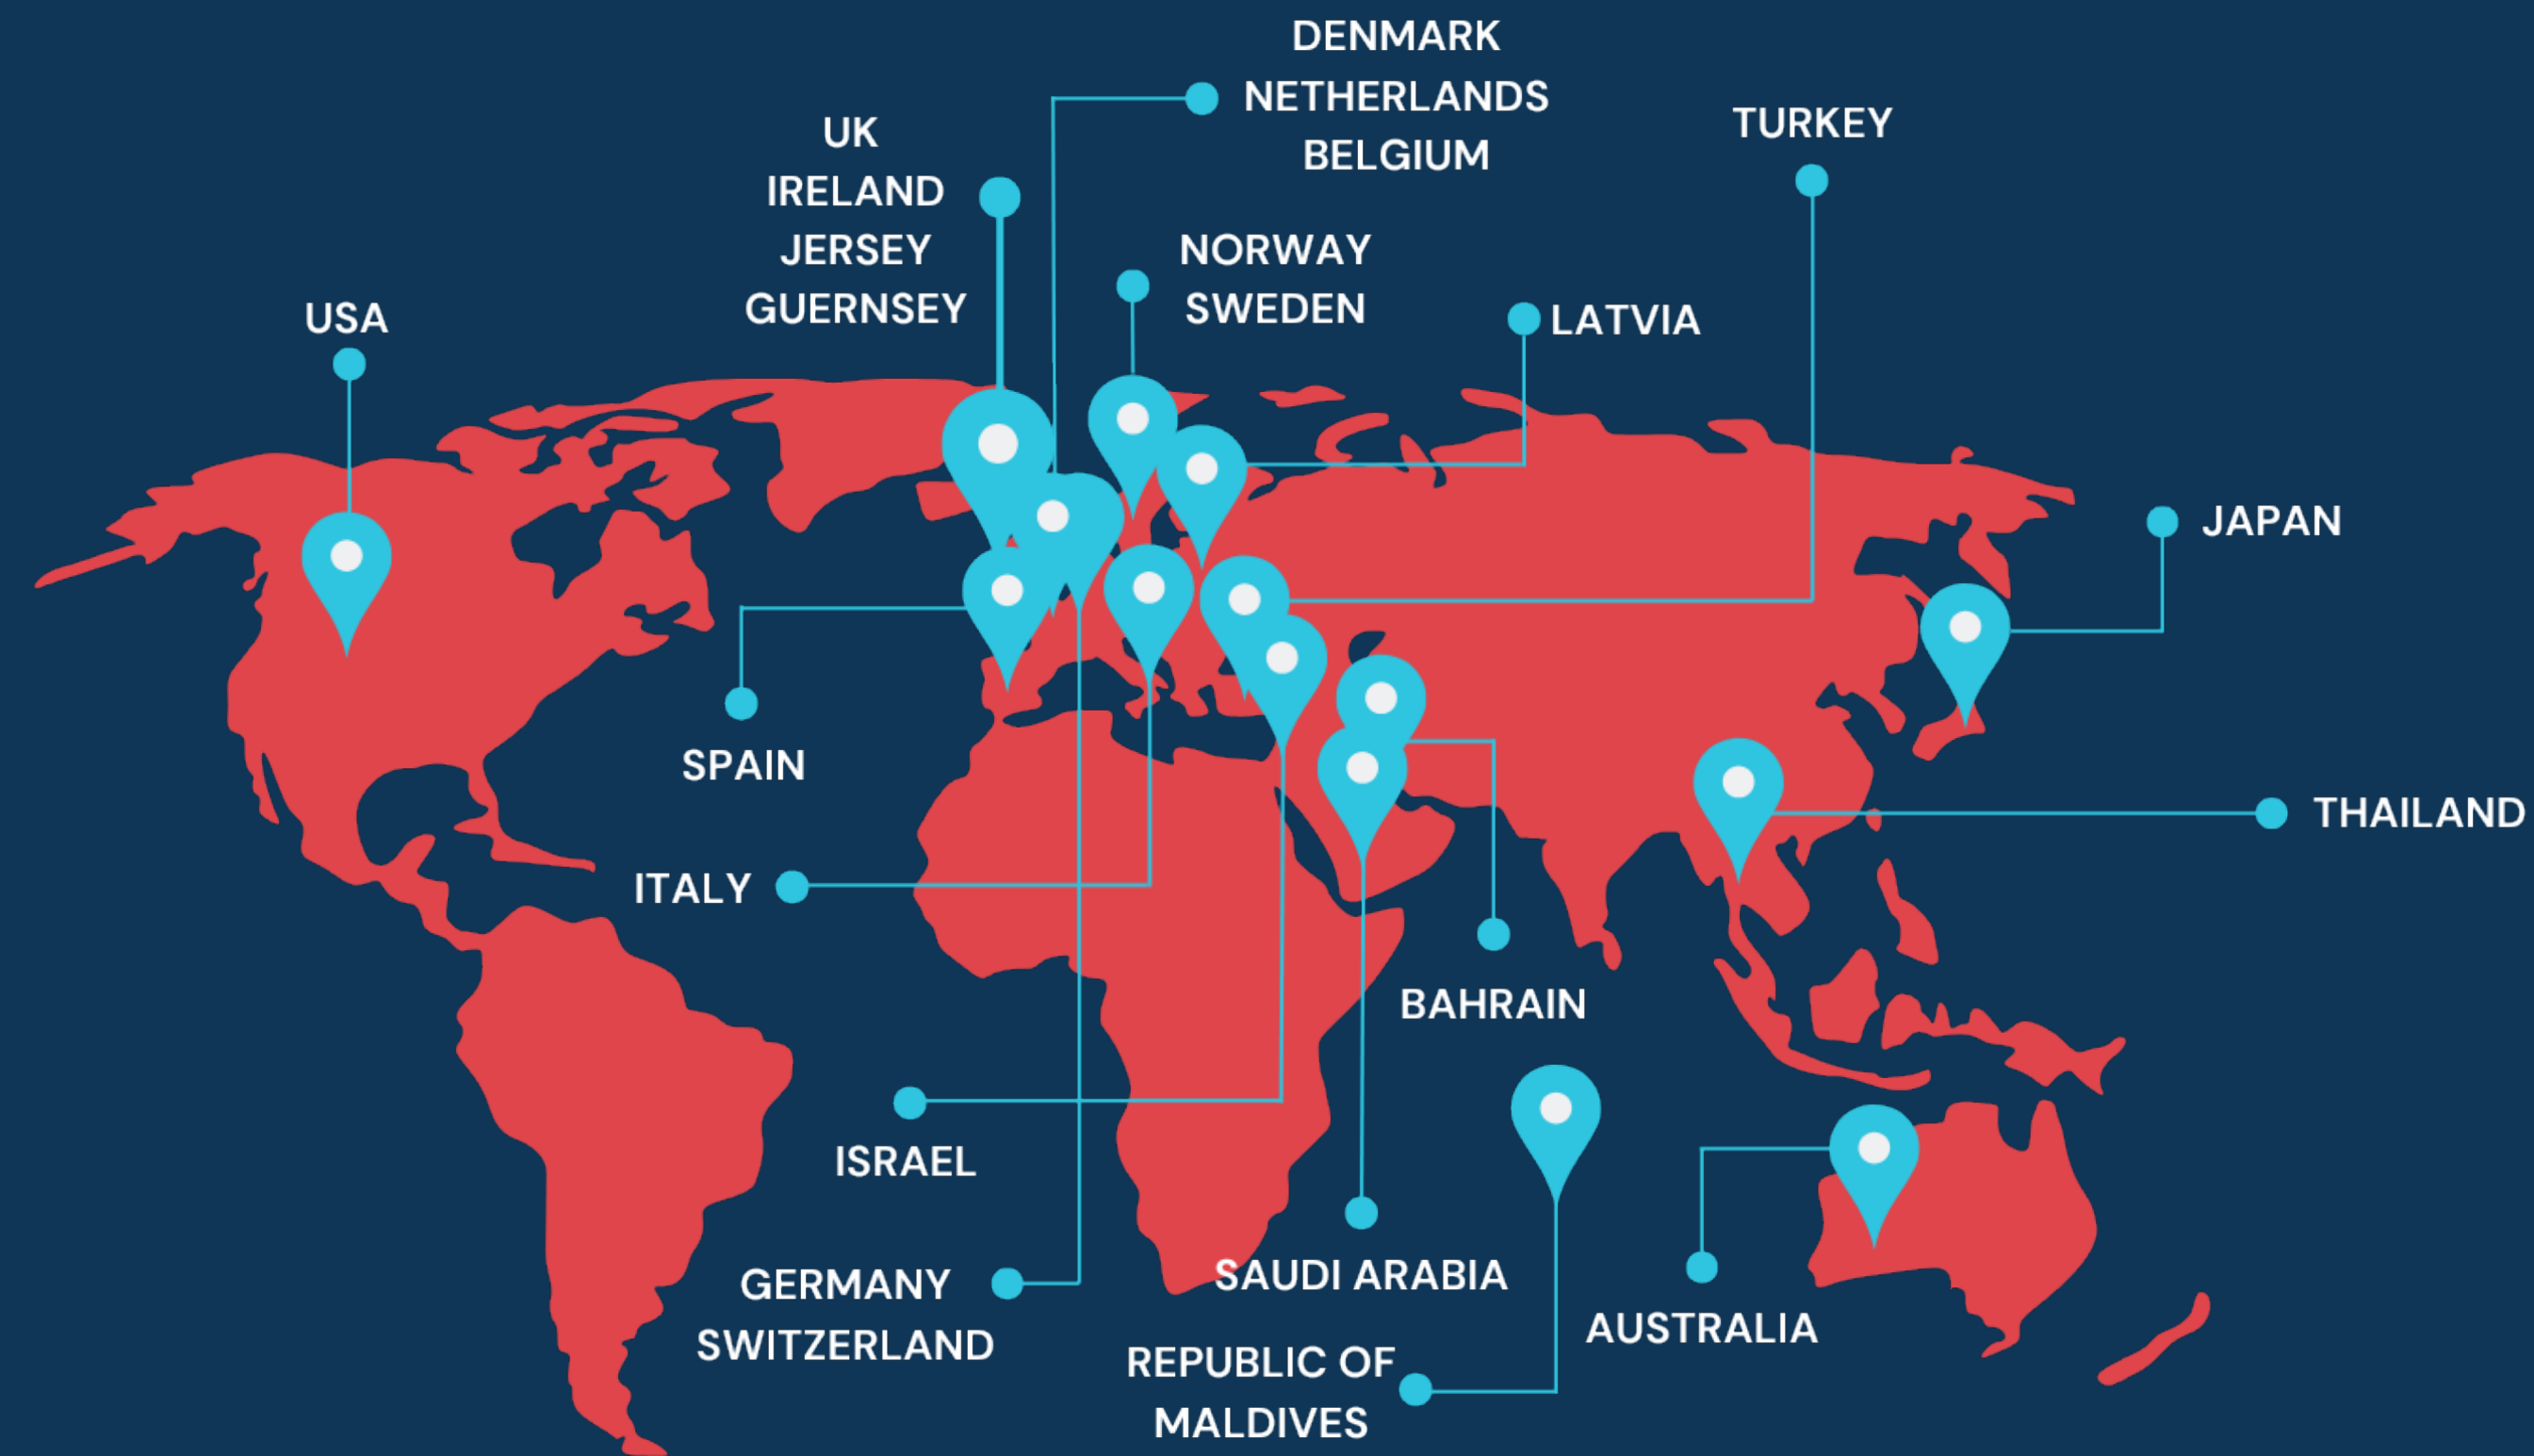 DENMARK
NETHERLANDS
BELGIUM
TURKEY
UK
IRELAND
JERSEY
GUERNSEY
NORWAY
SWEDEN
LATVIA
USA
JAPAN
SPAIN
THAILAND
ITALY
BAHRAIN
ISRAEL
SAUDI ARABIA
GERMANY
SWITZERLAND
AUSTRALIA
REPUBLIC OF
MALDIVES